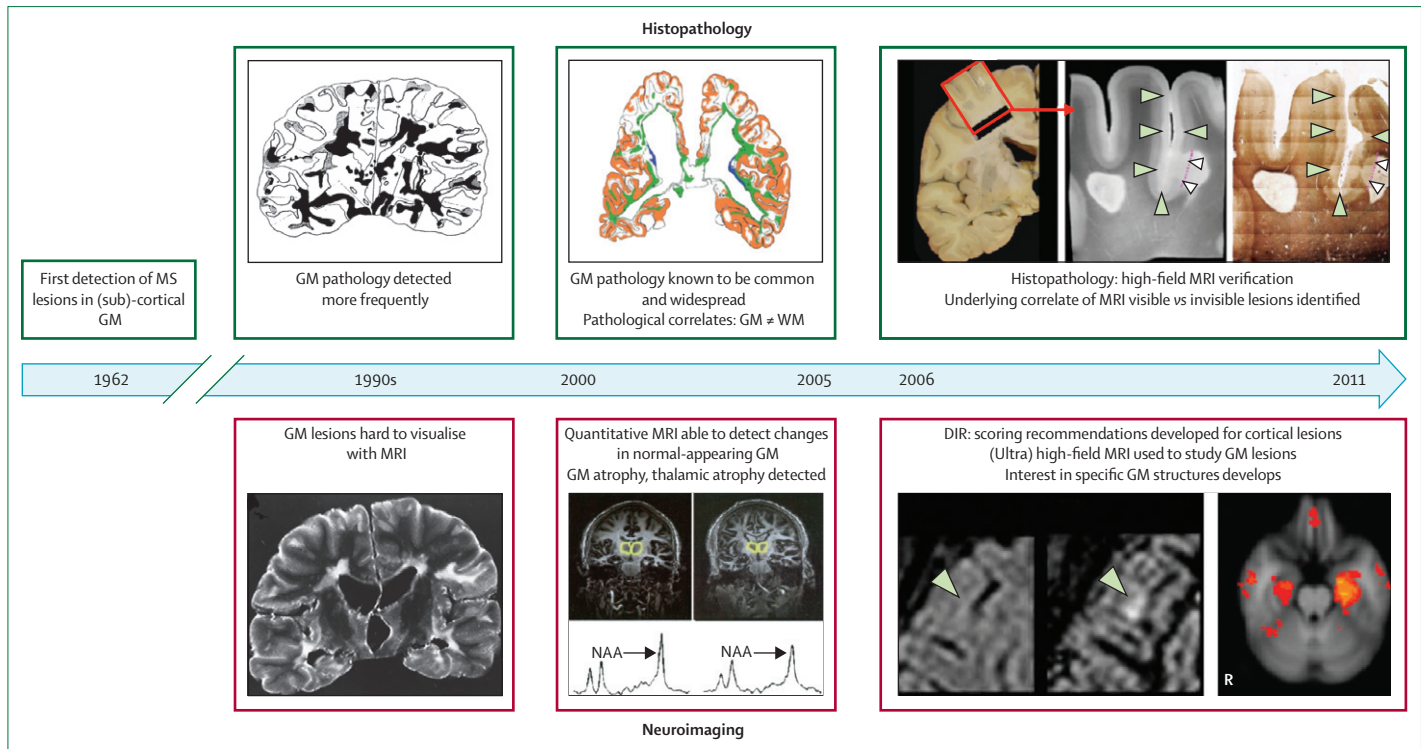 Histopathology
First detection of MS
lesions in (sub)-cortical
GM
GM pathology detected
more frequently
GM pathology known to be common
and widespread
Pathological correlates: GM ≠ WM
Histopathology: high-field MRI verification
Underlying correlate of MRI visible vs invisible lesions identified
1962
1990s
2000
2005
2006
2011
GM lesions hard to visualise
with MRI
Quantitative MRI able to detect changes
in normal-appearing GM
GM atrophy, thalamic atrophy detected
NAA
NAA
DIR: scoring recommendations developed for cortical lesions
(Ultra) high-field MRI used to study GM lesions
Interest in specific GM structures develops
R
Neuroimaging